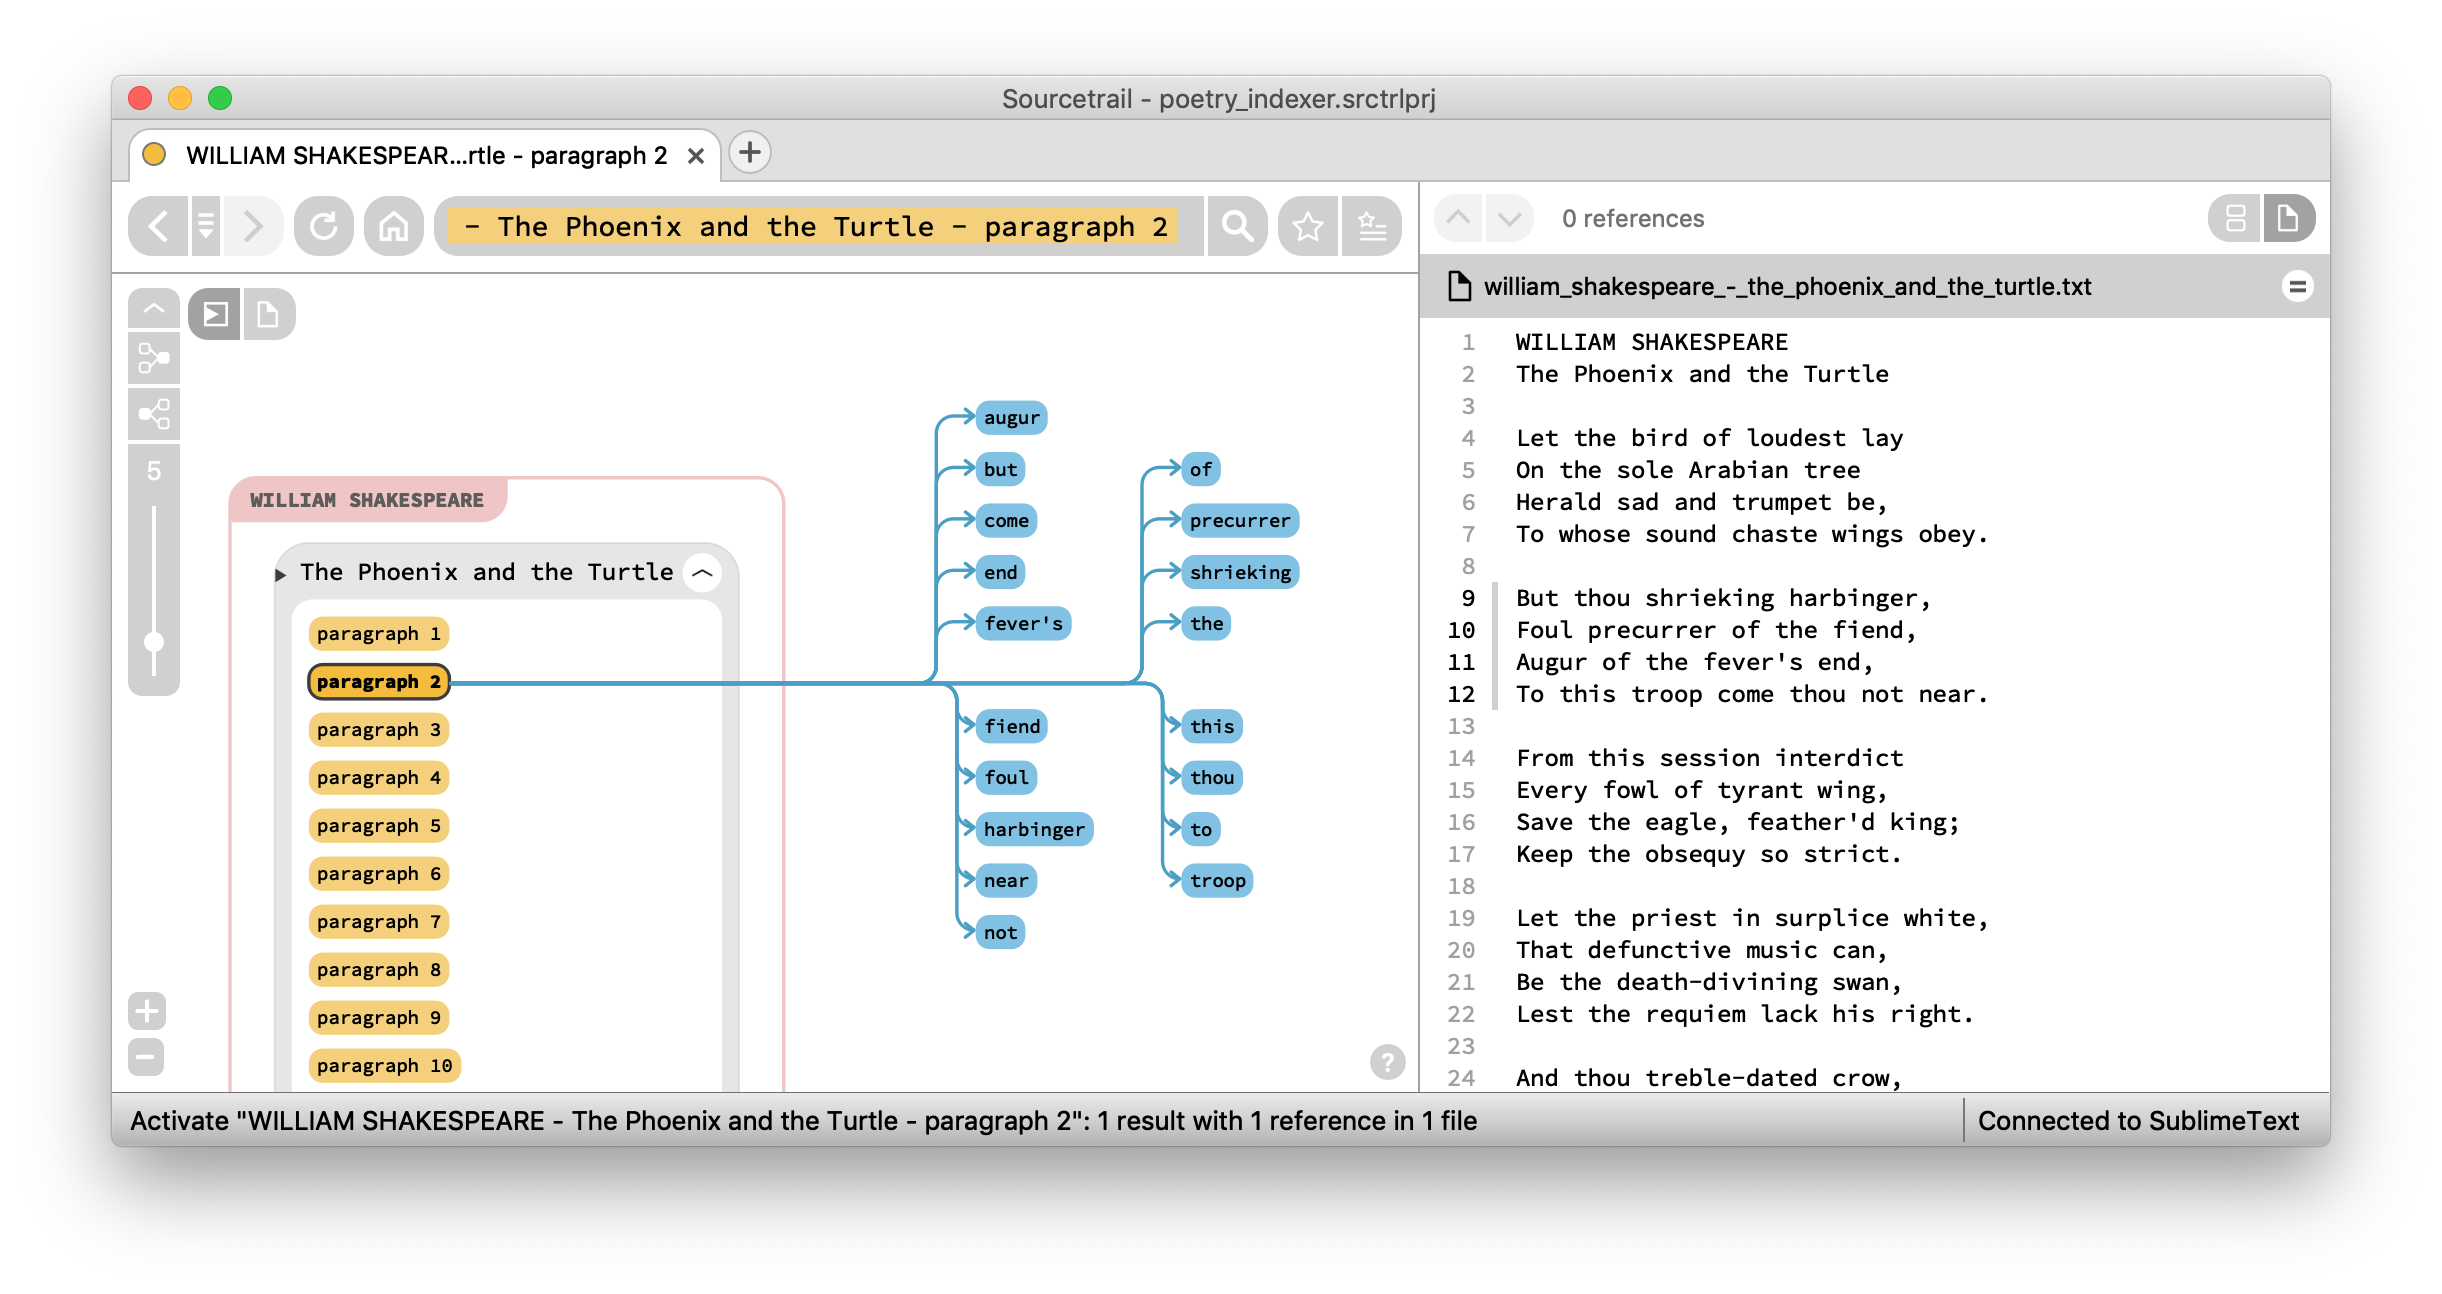 Sourcetrail - poetry_indexer.srctrlprj
WILLIAM SHAKESPEAR...rtle - paragraph 2
- The Phoenix and the Turtle - paragraph 2
5
WILLIAM SHAKESPEARE
The Phoenix and the Turtle
paragraph 1
paragraph 2
paragraph 3
paragraph 4
paragraph 5
paragraph 6
paragraph 7
paragraph 8
paragraph 9
paragraph 10
augur
but
come
end
fever's
fiend
foul
harbinger
near
not
of
precurrer
shrieking
the
this
thou
to
troop
?
0 references
william_shakespeare_-_the_phoenix_and_the_turtle.txt
1 WILLIAM SHAKESPEARE
2 The Phoenix and the Turtle
3
4 Let the bird of loudest lay
5 On the sole Arabian tree
6 Herald sad and trumpet be,
7 To whose sound chaste wings obey.
8
9 But thou shrieking harbinger,
10 Foul precurrer of the fiend,
11 Augur of the fever's end,
12 To this troop come thou not near.
13
14 From this session interdict
15 Every fowl of tyrant wing,
16 Save the eagle, feather'd king;
17 Keep the obsequy so strict.
18
19 Let the priest in surplice white,
20 That defunctive music can,
21 Be the death-divining swan,
22 Lest the requiem lack his right.
23
24 And thou treble-dated crow,
Activate "WILLIAM SHAKESPEARE - The Phoenix and the Turtle - paragraph 2": 1 result with 1 reference in 1 file
Connected to SublimeText